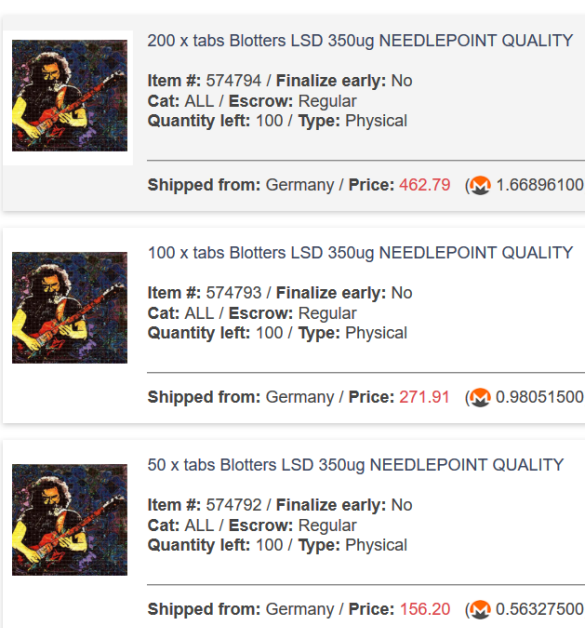 200 x tabs Blotters LSD 350ug NEEDLEPOINT QUALITY
Item #: 574794 / Finalize early: No
Cat: ALL / Escrow: Regular
Quantity left: 100 / Type: Physical
Shipped from: Germany / Price: 462.79 ( 1.66896100
100 x tabs Blotters LSD 350ug NEEDLEPOINT QUALITY
Item #: 574793 / Finalize early: No
Cat: ALL / Escrow: Regular
Quantity left: 100 / Type: Physical
Shipped from: Germany / Price: 271.91 ( 0.98051500
50 x tabs Blotters LSD 350ug NEEDLEPOINT QUALITY
Item #: 574792 / Finalize early: No
Cat: ALL / Escrow: Regular
Quantity left: 100 / Type: Physical
Shipped from: Germany / Price: 156.20 ( 0.56327500